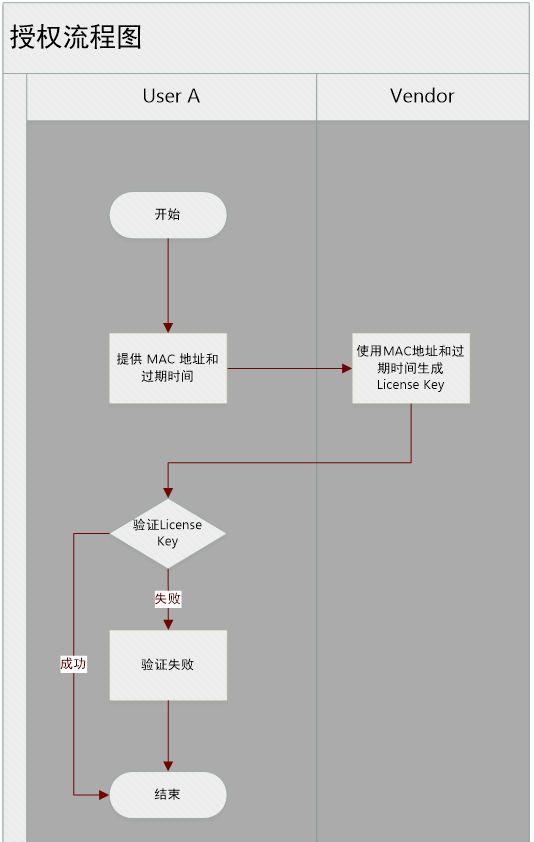 授权流程图
User A
Vendor
开始
提供 MAC 地址和
过期时间
使用MAC地址和过
期时间生成
License Key
验证License
Key
失败
成功
验证失败
结束